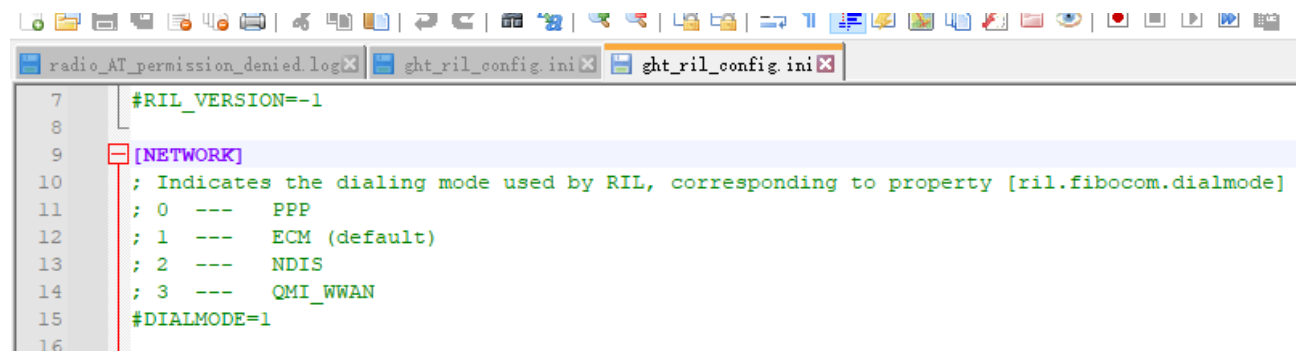 radio_AT_permission_denied.log ght_ril_config.ini ght_ril_config.ini
7 #RIL_VERSION=-1
8
9 [NETWORK]
10 ; Indicates the dialing mode used by RIL, corresponding to property [ril.fibocom.dialmode]
11 ; 0 --- PPP
12 ; 1 --- ECM (default)
13 ; 2 --- NDIS
14 ; 3 --- QMI_WWAN
15 #DIALMODE=1
16